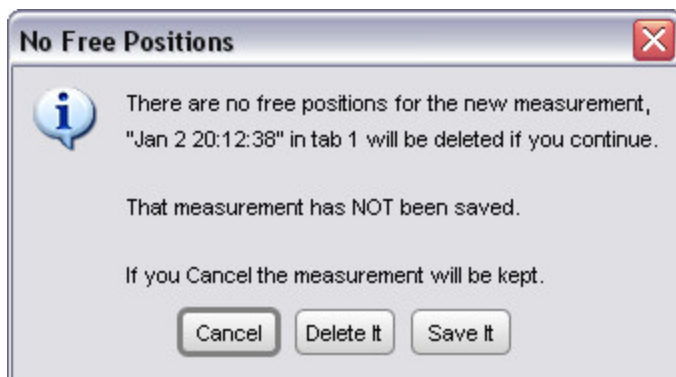 No Free Positions
There are no free positions for the new measurement,
"Jan 2 20:12:38" in tab 1 will be deleted if you continue.
That measurement has NOT been saved.
If you Cancel the measurement will be kept.
Cancel Delete It Save It